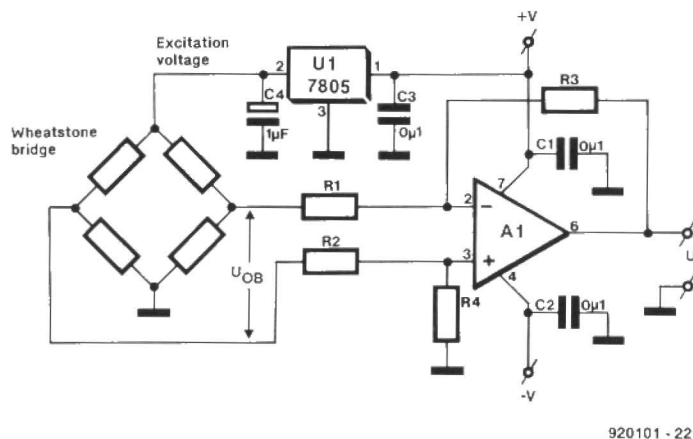 +V
Excitation
voltage
2
U1
7805
1
3
C4
1µF
C3
0µ1
R3
Wheatstone
bridge
C1
0µ1
7
R1
2
−
A1
6
U
R2
3
+
4
UOB
R4
C2
0µ1
-V
920101 - 22